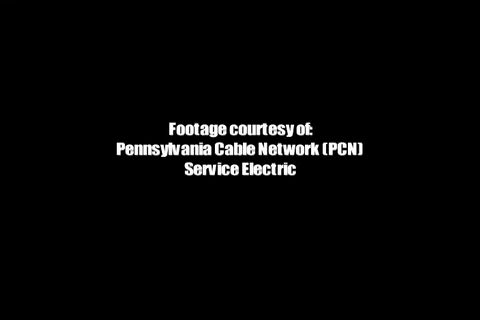 Footage courtesy of:
Pennsylvania Cable Network (PCN)
Service Electric